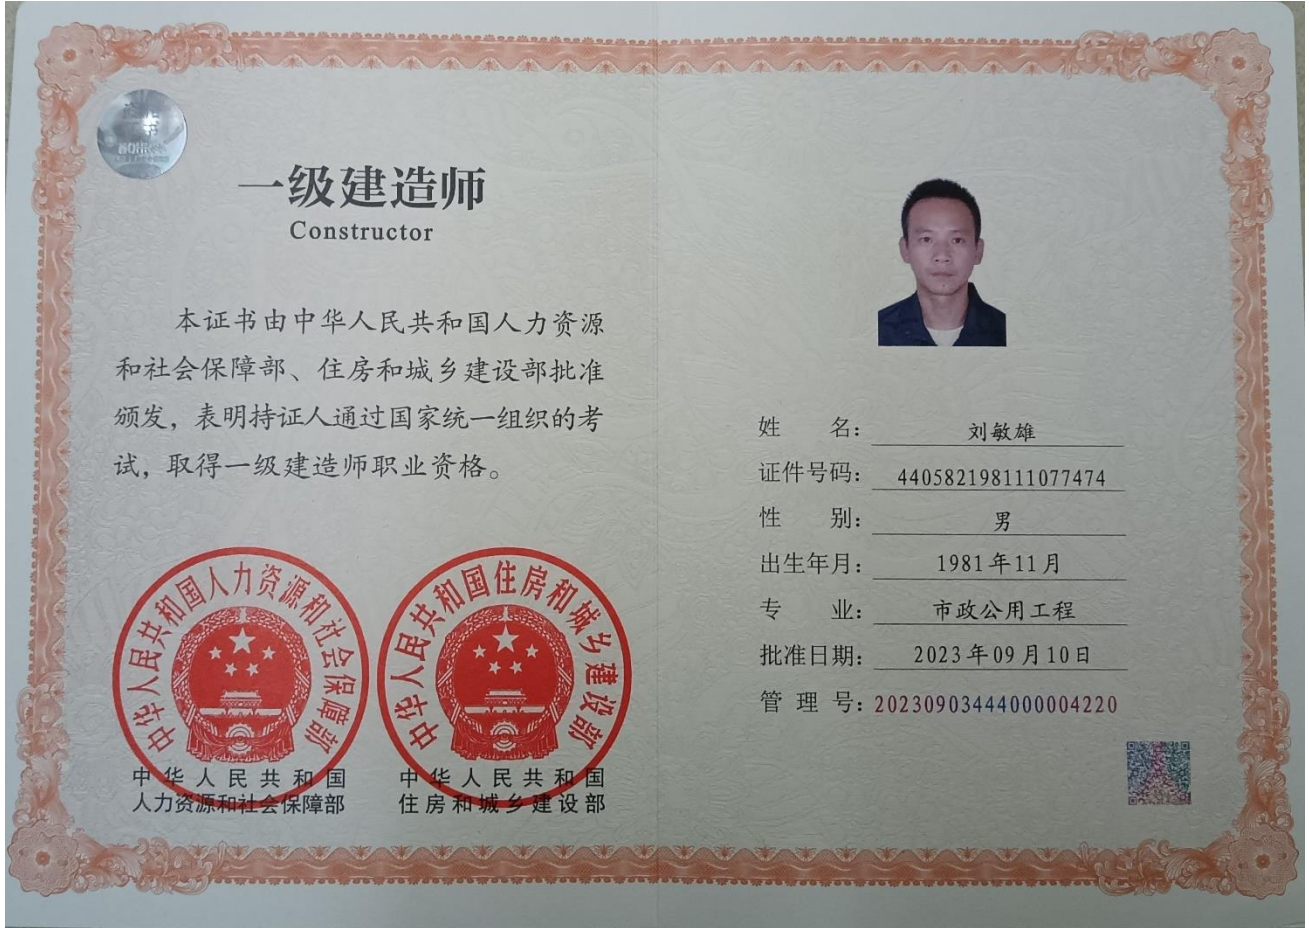 一级建造师
Constructor
本证书由中华人民共和国人力资源
和社会保障部、住房和城乡建设部批准
颁发，表明持证人通过国家统一组织的考
试，取得一级建造师职业资格。
中华人民共和国人力资源和社会保障部
中华人民共和国
人力资源和社会保障部
中华人民共和国住房和城乡建设部
中华人民共和国
住房和城乡建设部
姓名：刘敏雄
证件号码：440582198111077474
性别：男
出生年月：1981年11月
专业：市政公用工程
批准日期：2023年09月10日
管理号：20230903444000004220